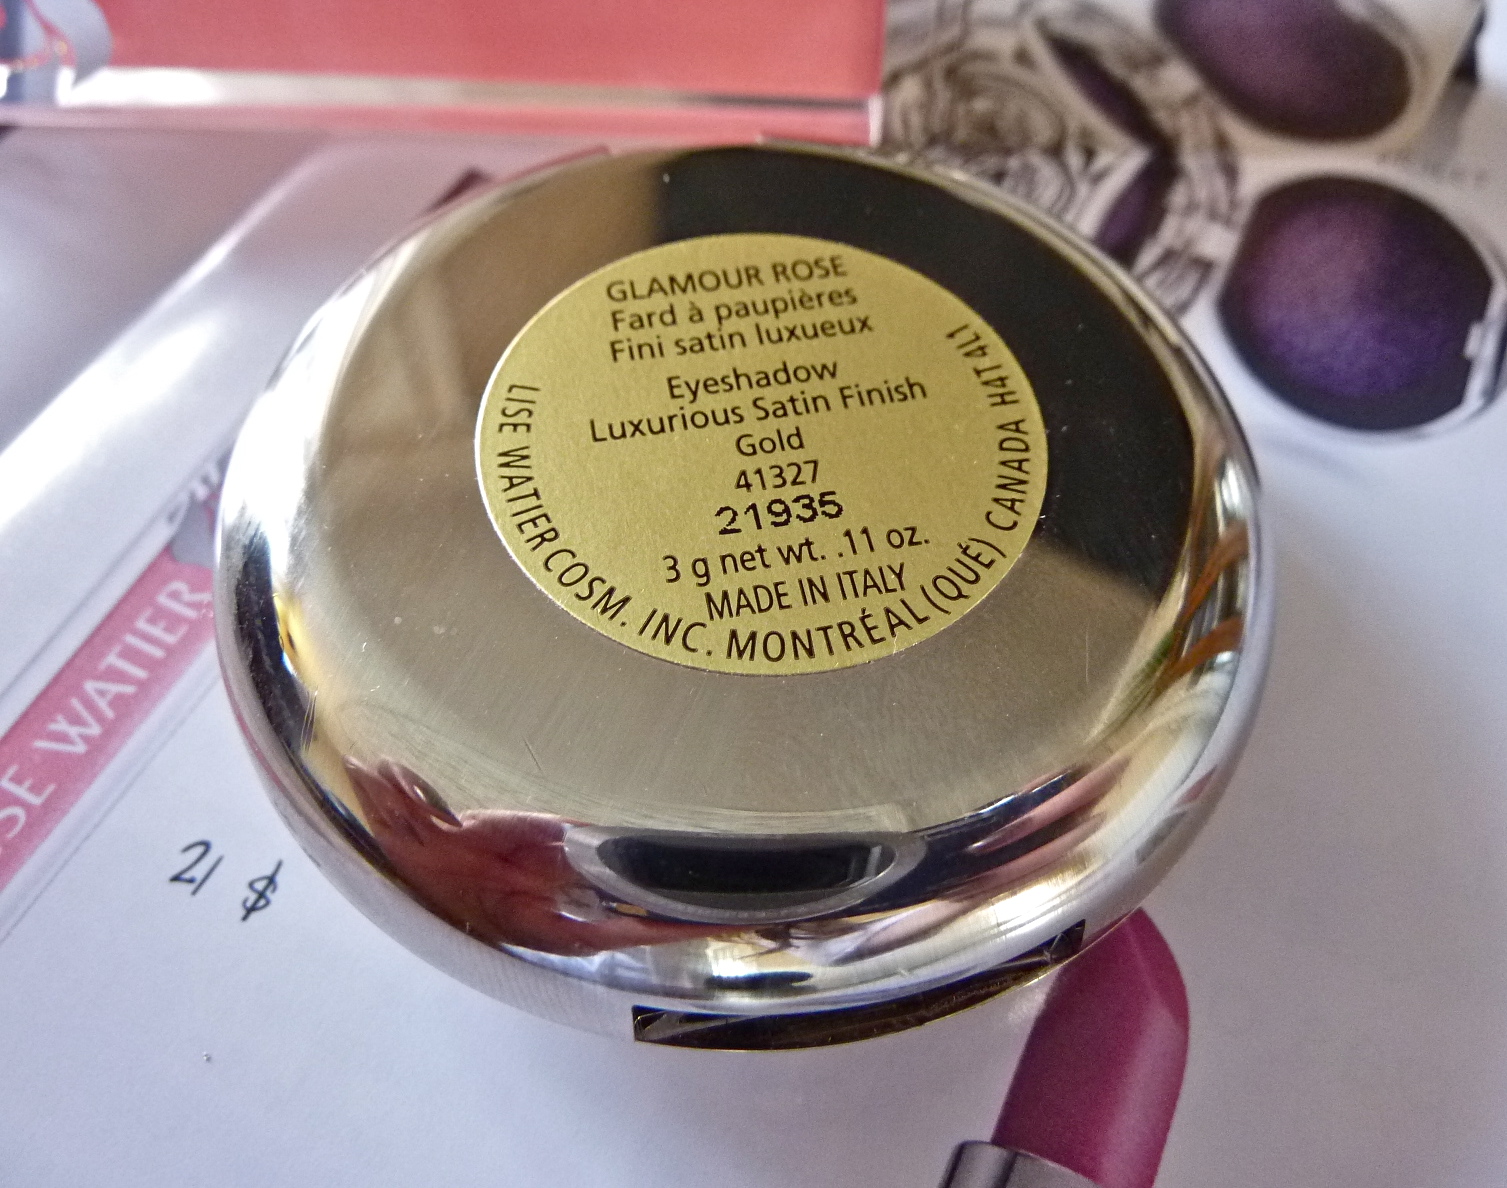 GLAMOUR ROSE
Fard à paupières
Fini satin luxueux
Eyeshadow
Luxurious Satin Finish
Gold
41327
21935
3 g net wt. .11 oz.
MADE IN ITALY
LISE WATIER COSM. INC. MONTRÉAL (QUÉ) CANADA H4T 4L1
SE WATIER
21 $